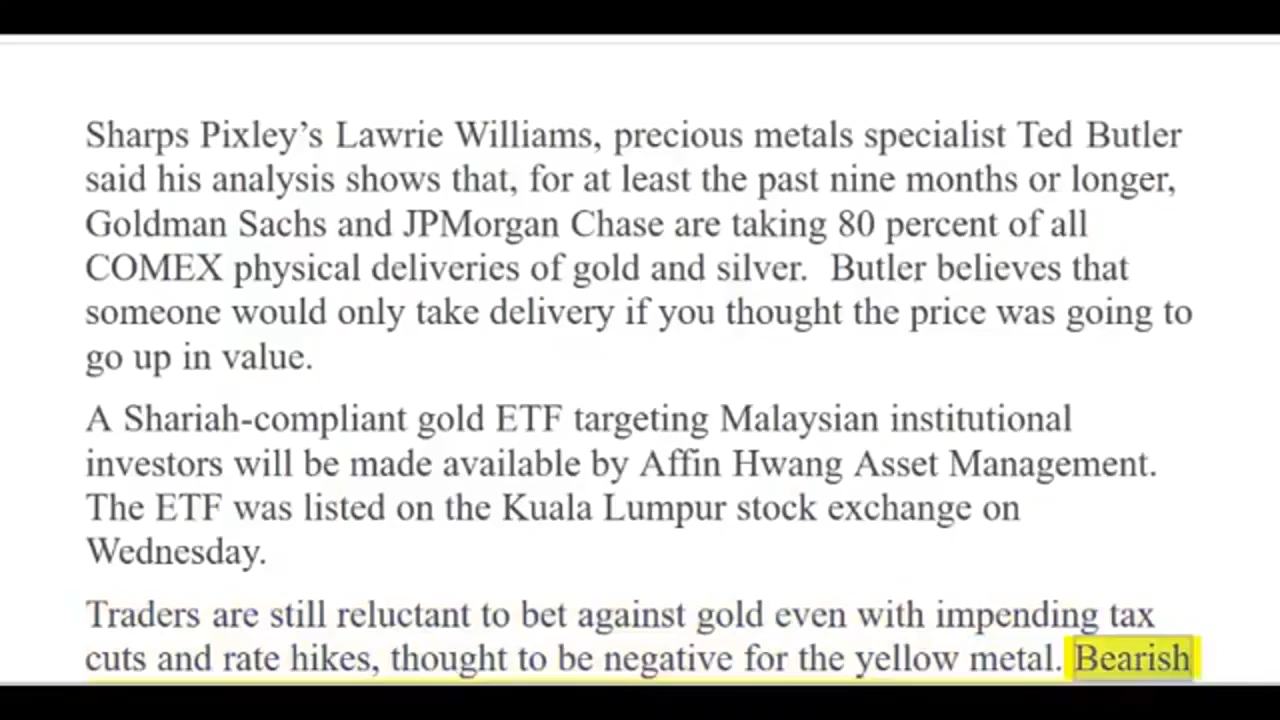 Sharps Pixley’s Lawrie Williams, precious metals specialist Ted Butler
said his analysis shows that, for at least the past nine months or longer,
Goldman Sachs and JPMorgan Chase are taking 80 percent of all
COMEX physical deliveries of gold and silver.  Butler believes that
someone would only take delivery if you thought the price was going to
go up in value.
A Shariah-compliant gold ETF targeting Malaysian institutional
investors will be made available by Affin Hwang Asset Management.
The ETF was listed on the Kuala Lumpur stock exchange on
Wednesday.
Traders are still reluctant to bet against gold even with impending tax
cuts and rate hikes, thought to be negative for the yellow metal. Bearish